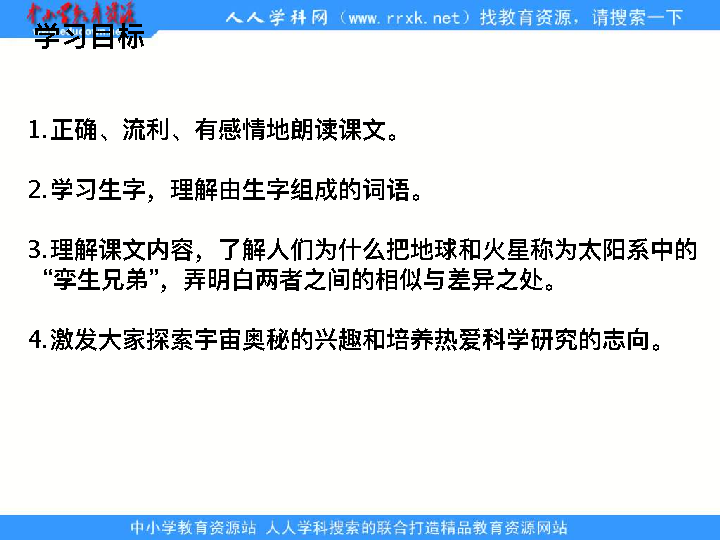 人人学科网（www.rrxk.net）找教育资源，请搜索一下
学习目标
1.正确、流利、有感情地朗读课文。
2.学习生字，理解由生字组成的词语。
3.理解课文内容，了解人们为什么把地球和火星称为太阳系中的
“孪生兄弟”，弄明白两者之间的相似与差异之处。
4.激发大家探索宇宙奥秘的兴趣和培养热爱科学研究的志向。
中小学教育资源站 人人学科搜索的联合打造精品教育资源网站